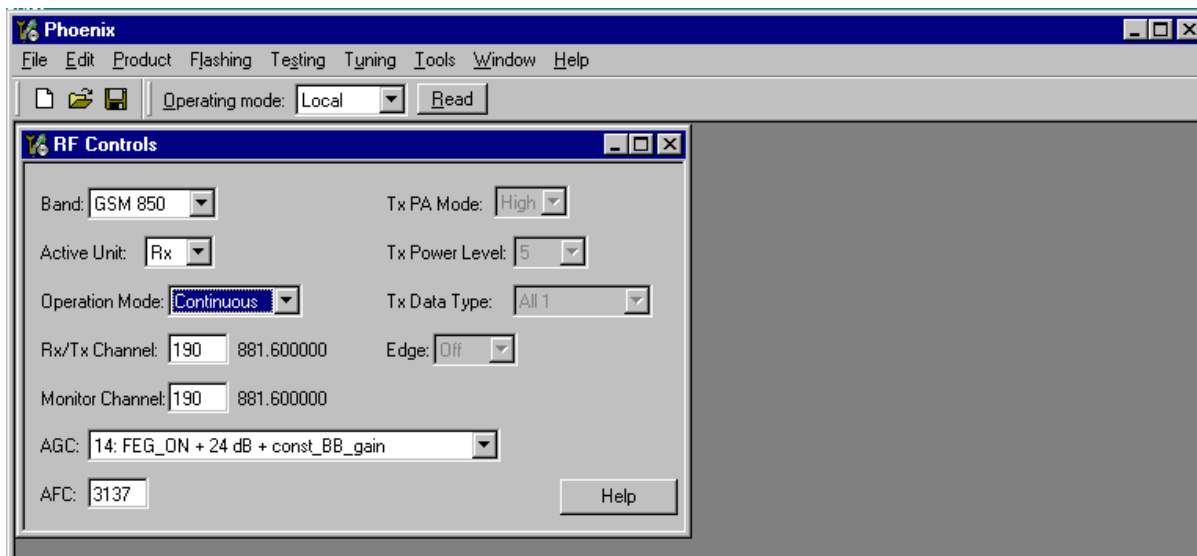 Phoenix
File Edit Product Flashing Testing Tuning Tools Window Help
Operating mode: Local Read
RF Controls
Band: GSM 850 Tx PA Mode: High
Active Unit: Rx Tx Power Level: 5
Operation Mode: Continuous Tx Data Type: All 1
Rx/Tx Channel: 190 881.600000 Edge: Off
Monitor Channel: 190 881.600000
AGC: 14: FEG_ON + 24 dB + const_BB_gain
AFC: 3137 Help